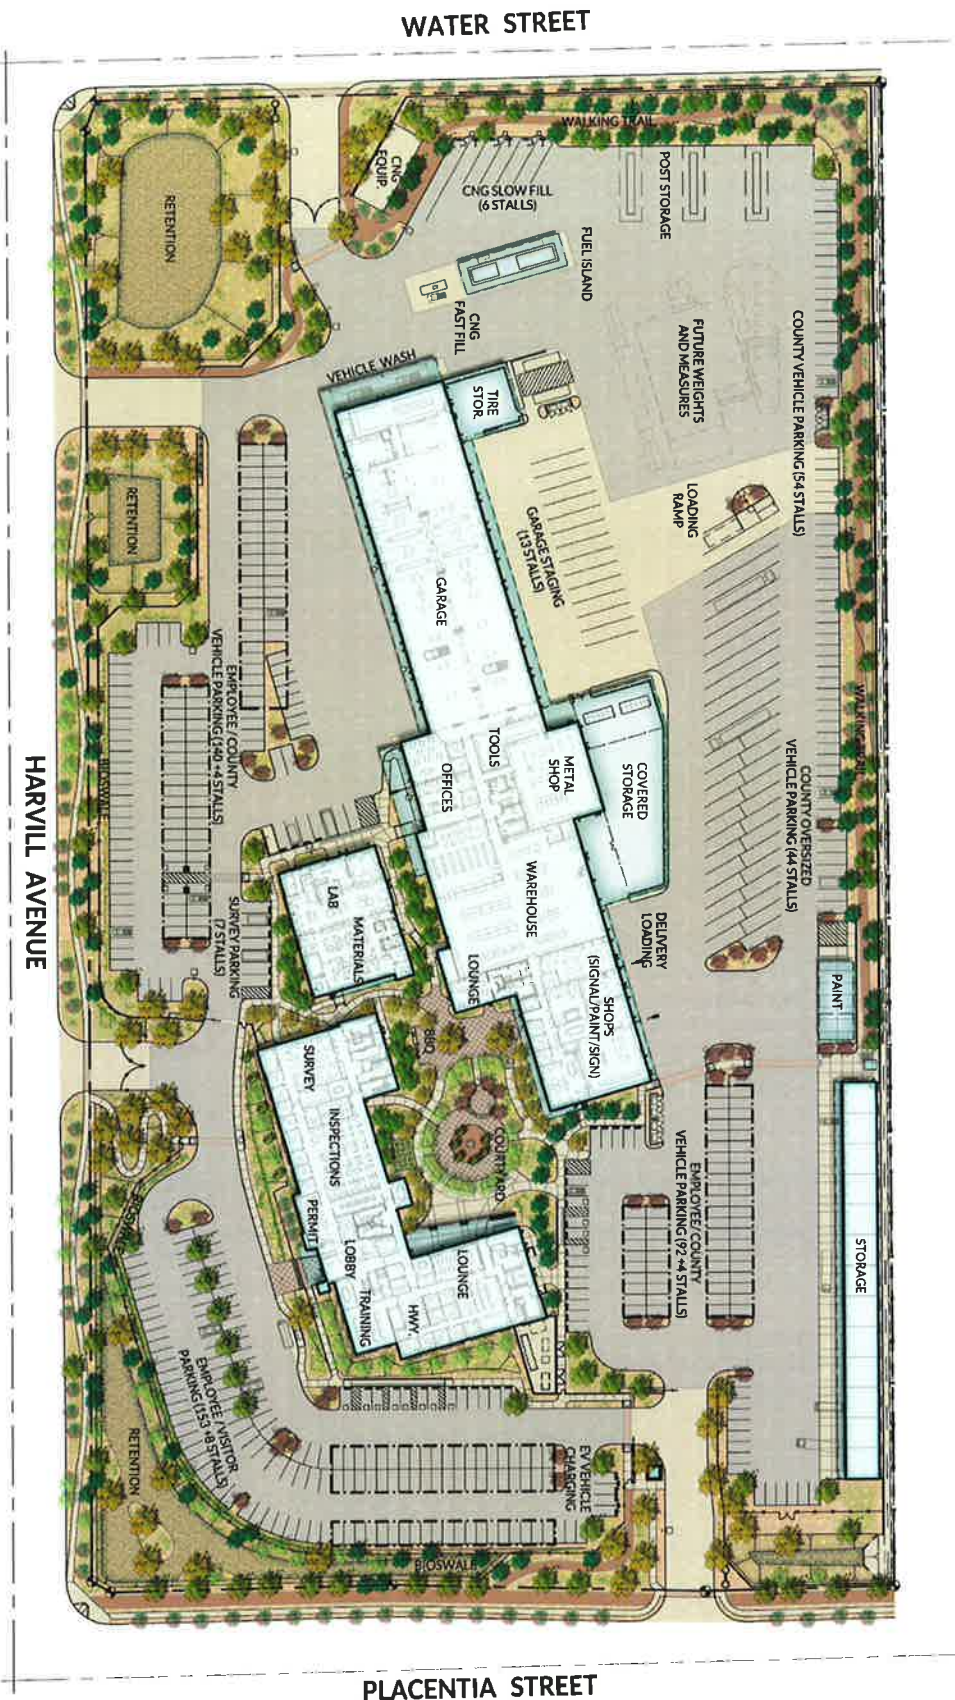 WATER STREET
WALKING TRAIL
CNG
EQUIP.
CNG SLOW FILL
(6 STALLS)
POST STORAGE
RETENTION
FUEL ISLAND
CNG
FAST FILL
FUTURE WEIGHTS
AND MEASURES
COUNTY VEHICLE PARKING (54 STALLS)
VEHICLE WASH
TIRE
STOR.
LOADING
RAMP
RETENTION
GARAGE STAGING
(13 STALLS)
GARAGE
EMPLOYEE / COUNTY
VEHICLE PARKING (140 +4 STALLS)
WALKING TRAIL
TOOLS
METAL
SHOP
OFFICES
COVERED
STORAGE
COUNTY OVERSIZED
VEHICLE PARKING (44 STALLS)
BIOSWALE
HARVILL AVENUE
WAREHOUSE
LAB
MATERIALS
SURVEY PARKING
(7 STALLS)
DELIVERY
LOADING
LOUNGE
SHOPS
(SIGNAL/PAINT/SIGN)
PAINT
BBQ
SURVEY
INSPECTIONS
COURTYARD
EMPLOYEE/COUNTY
VEHICLE PARKING (92 +4 STALLS)
BIOSWALE
PERMIT
LOBBY
LOUNGE
STORAGE
TRAINING
HWY.
EMPLOYEE / VISITOR
PARKING (153 +8 STALLS)
RETENTION
EV VEHICLE
CHARGING
BIOSWALE
PLACENTIA STREET